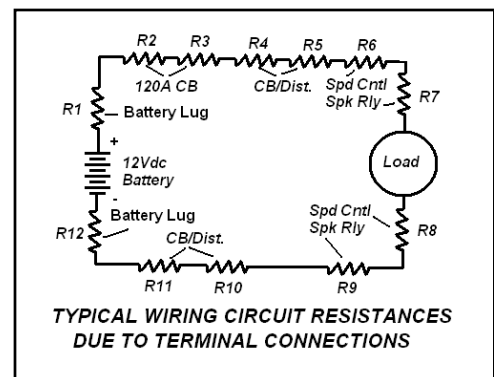 R2 R3 R4 R5 R6
120A CB
CB/Dist.
Spd Cntl
Spk Rly
R7
R1
Battery Lug
+
12Vdc
Battery
-
Load
Battery Lug
R12
Spd Cntl
Spk Rly
R8
CB/Dist.
R11 R10 R9
TYPICAL WIRING CIRCUIT RESISTANCES
DUE TO TERMINAL CONNECTIONS